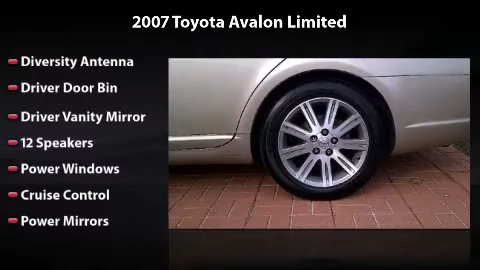 2007 Toyota Avalon Limited
Diversity Antenna
Driver Door Bin
Driver Vanity Mirror
12 Speakers
Power Windows
Cruise Control
Power Mirrors